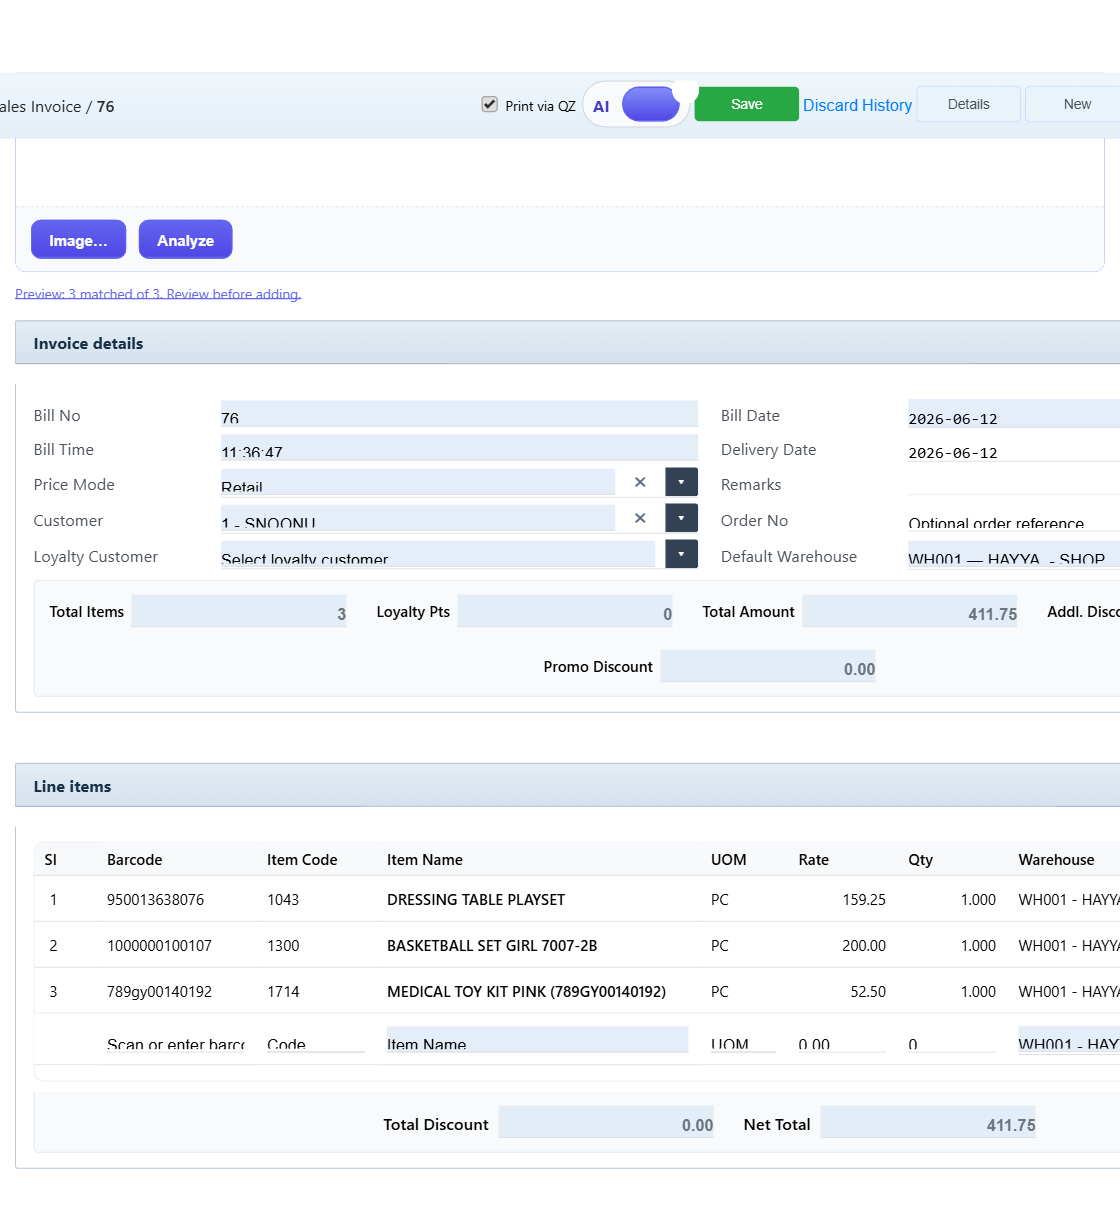 ales Invoice / 76 Print via QZ AI Save Discard History Details New
Image... Analyze
Preview: 3 matched of 3. Review before adding.
Invoice details
Bill No 76 Bill Date 2026-06-12
Bill Time 11:36:47 Delivery Date 2026-06-12
Price Mode Retail Remarks
Customer 1 - SNOONU Order No Optional order reference
Loyalty Customer Select loyalty customer Default Warehouse WH001 — HAYYA - SHOP
Total Items 3 Loyalty Pts 0 Total Amount 411.75 Addl. Disco
Promo Discount 0.00
Line items
Sl Barcode Item Code Item Name UOM Rate Qty Warehouse
1 950013638076 1043 DRESSING TABLE PLAYSET PC 159.25 1.000 WH001 - HAYYA
2 1000000100107 1300 BASKETBALL SET GIRL 7007-2B PC 200.00 1.000 WH001 - HAYYA
3 789gy00140192 1714 MEDICAL TOY KIT PINK (789GY00140192) PC 52.50 1.000 WH001 - HAYYA
Scan or enter barco Code Item Name UOM 0.00 0 WH001 - HAY
Total Discount 0.00 Net Total 411.75